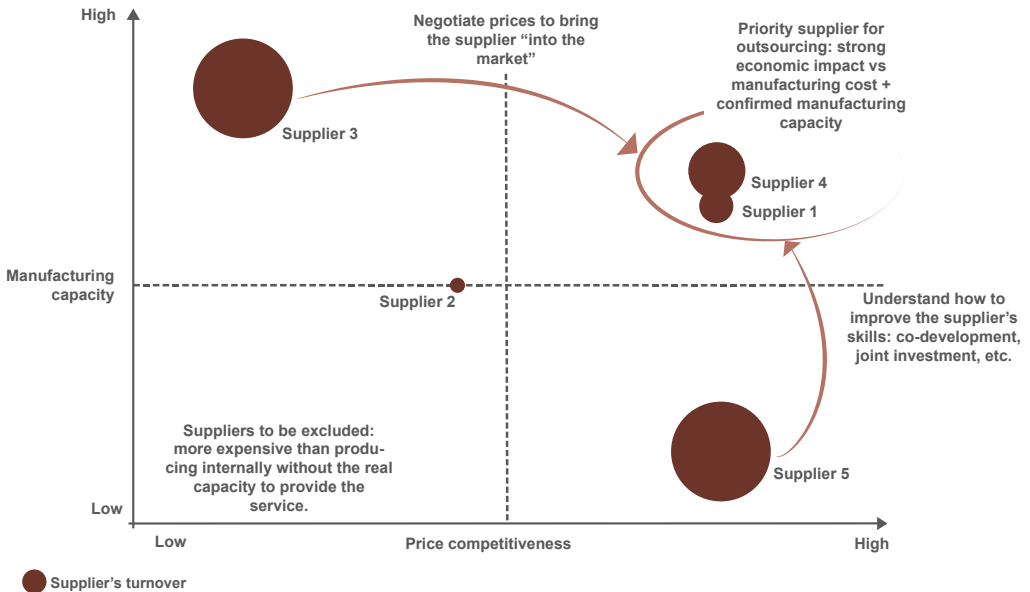 High
Negotiate prices to bring
the supplier “into the
market”
Priority supplier for
outsourcing: strong
economic impact vs
manufacturing cost +
confirmed manufacturing
capacity
Supplier 3
Supplier 4
Supplier 1
Manufacturing
capacity
Supplier 2
Understand how to
improve the supplier’s
skills: co-development,
joint investment, etc.
Suppliers to be excluded:
more expensive than produ-
cing internally without the real
capacity to provide the
service.
Supplier 5
Low
Low
Price competitiveness
High
Supplier’s turnover